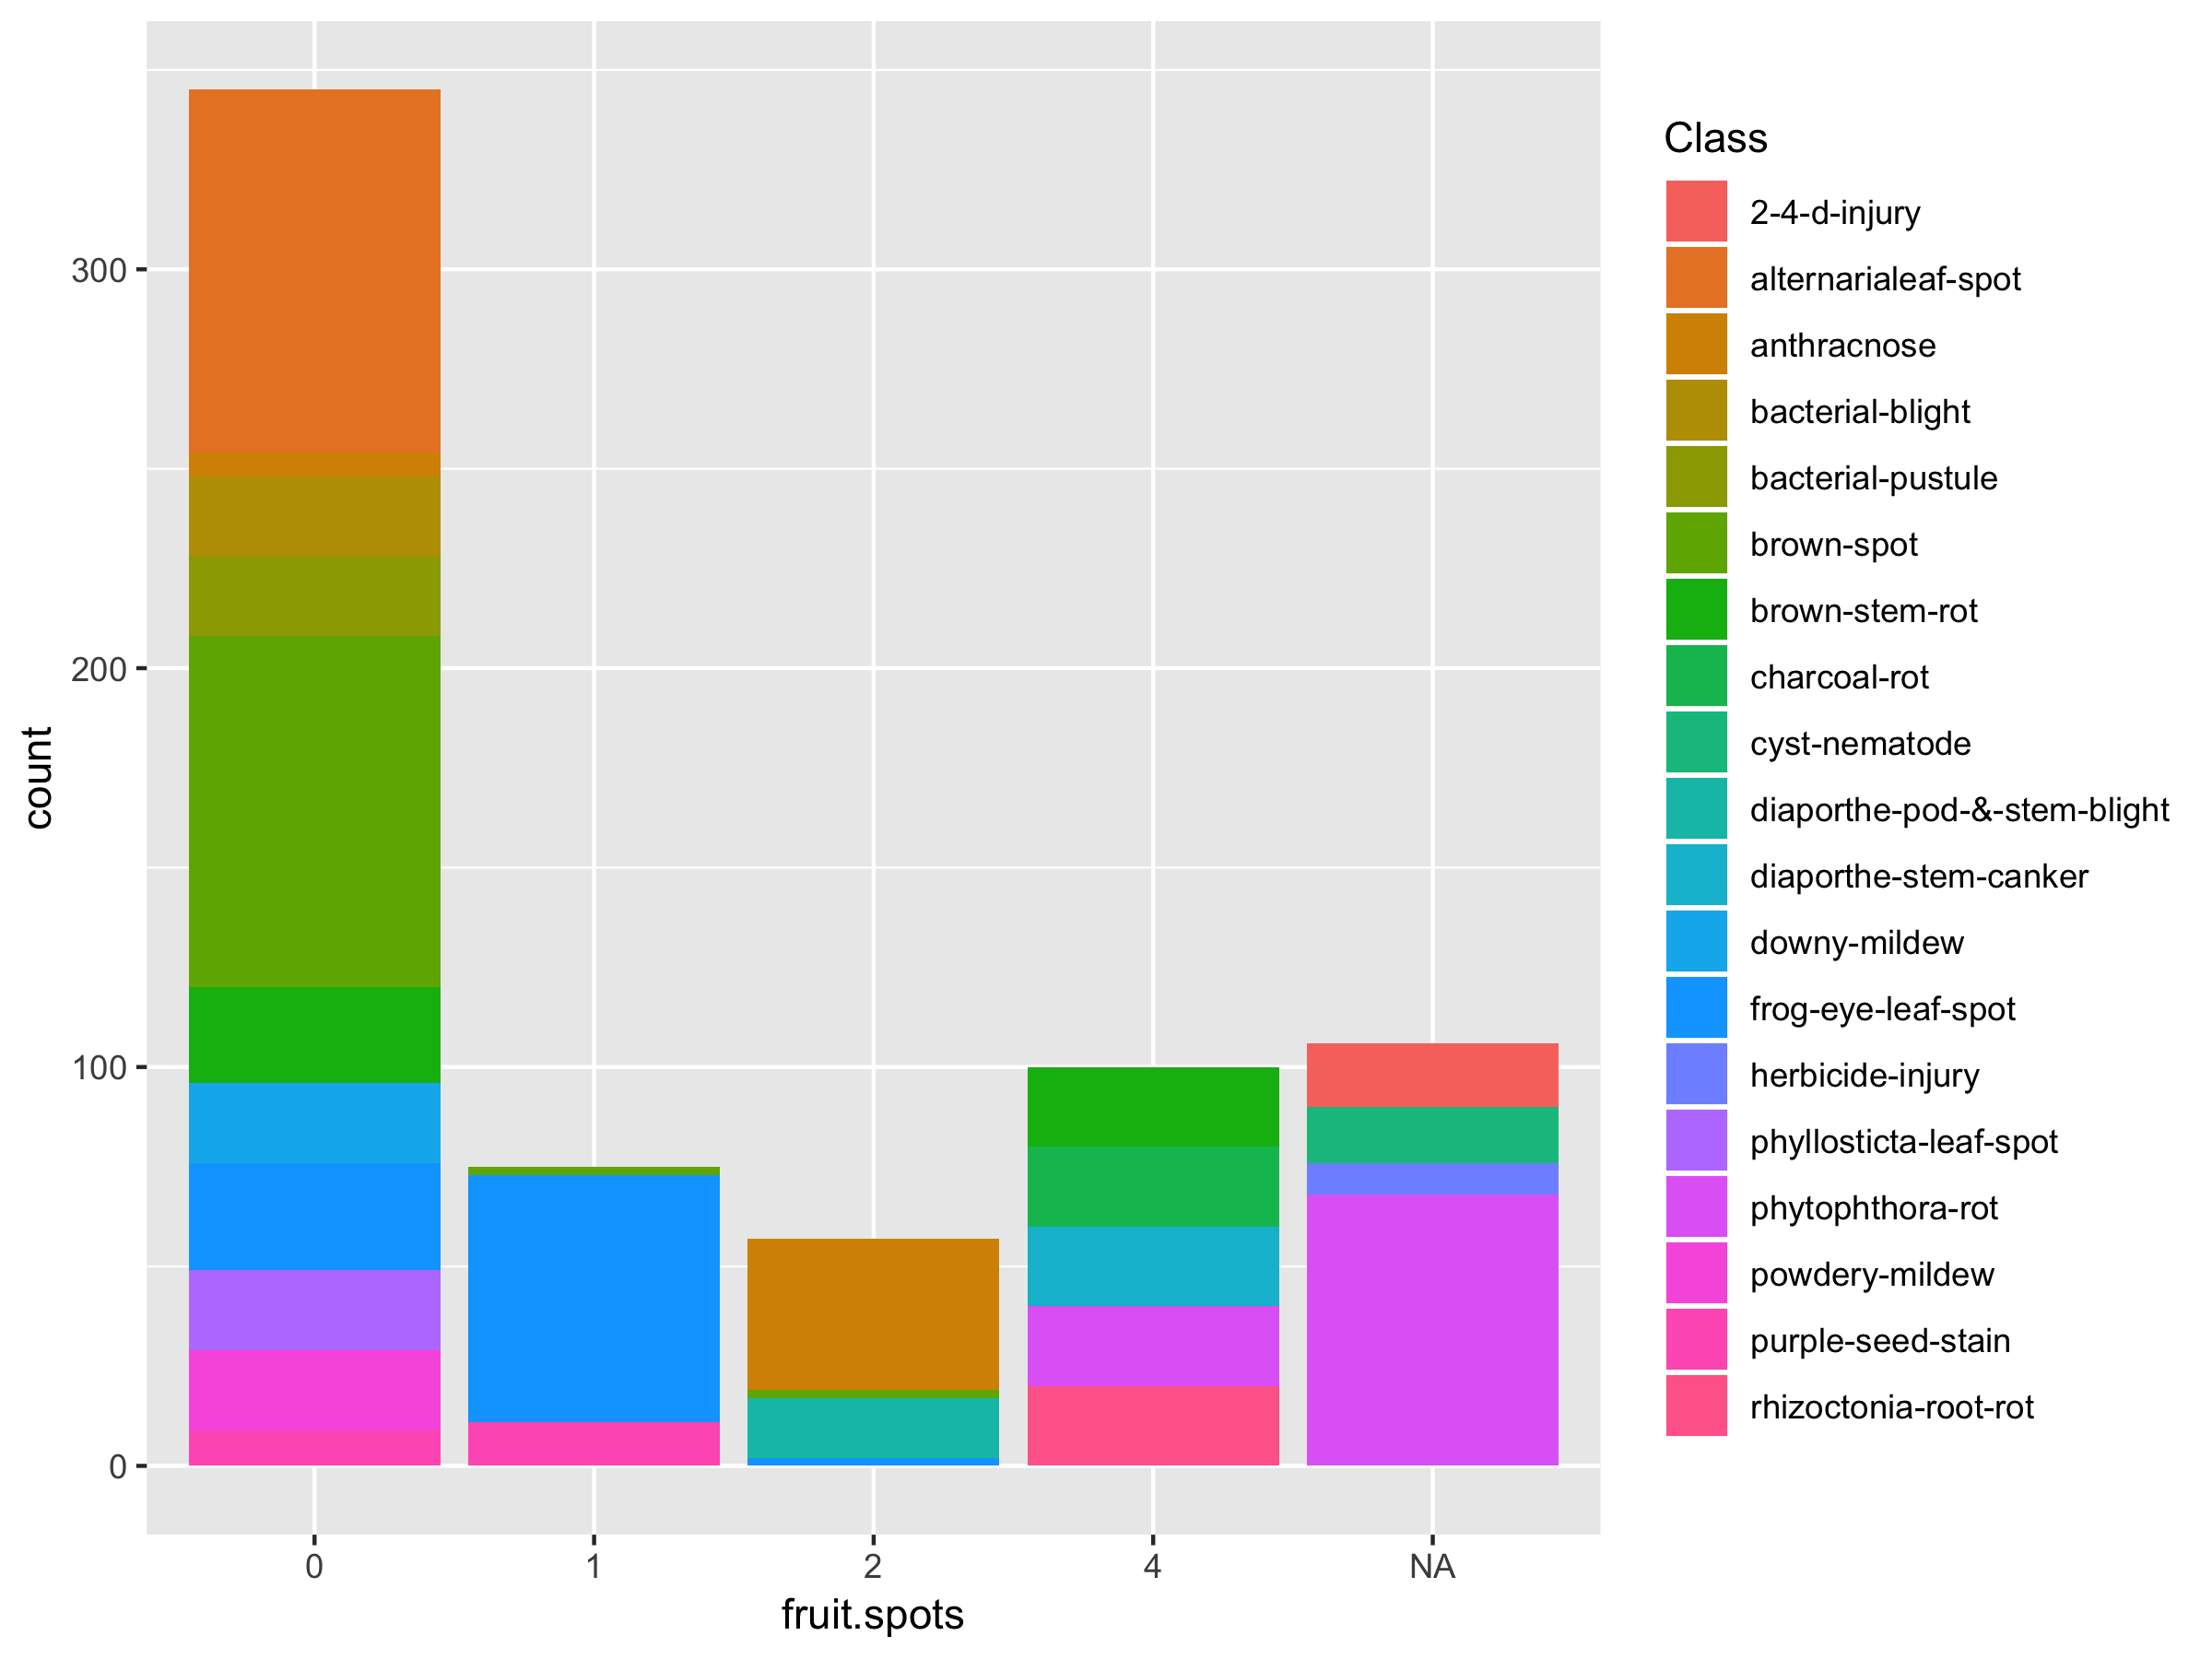 300
200
100
0
count
0 1 2 4 NA
fruit.spots
Class
2-4-d-injury
alternarialeaf-spot
anthracnose
bacterial-blight
bacterial-pustule
brown-spot
brown-stem-rot
charcoal-rot
cyst-nematode
diaporthe-pod-&-stem-blight
diaporthe-stem-canker
downy-mildew
frog-eye-leaf-spot
herbicide-injury
phyllosticta-leaf-spot
phytophthora-rot
powdery-mildew
purple-seed-stain
rhizoctonia-root-rot